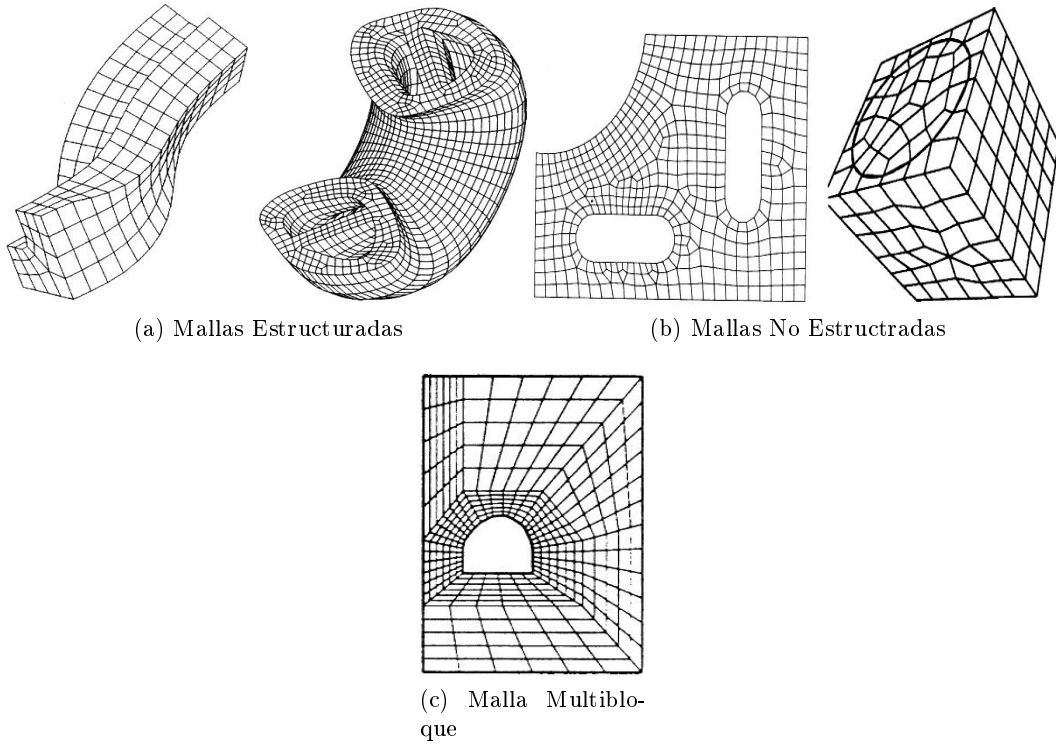 (a) Mallas Estructuradas
(b) Mallas No Estructradas
(c) Malla Multiblo-
que